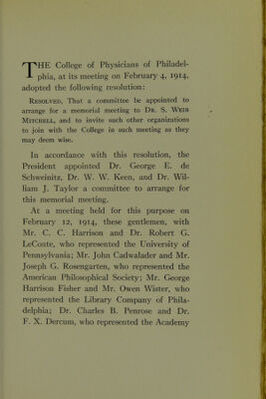 THE College of Physicians of Philadel-
phia, at its meeting on February 4, 1914,
adopted the following resolution:
Resolved, That a committee be appointed to
arrange for a memorial meeting to Dr. S. Weir
Mitchell, and to invite such other organizations
to join with the College in such meeting as they
may deem wise.
In accordance with this resolution, the
President appointed Dr. George E. de
Schweinitz, Dr. W. W. Keen, and Dr. Wil-
liam J. Taylor a committee to arrange for
this memorial meeting.
At a meeting held for this purpose on
February 12, 1914, these gentlemen, with
Mr. C. C. Harrison and Dr. Robert G.
LeConte, who represented the University of
Pennsylvania; Mr. John Cadwalader and Mr.
Joseph G. Rosengarten, who represented the
American Philosophical Society; Mr. George
Harrison Fisher and Mr. Owen Wister, who
represented the Library Company of Phila-
delphia; Dr. Charles B. Penrose and Dr.
F. X. Dercum, who represented the Academy